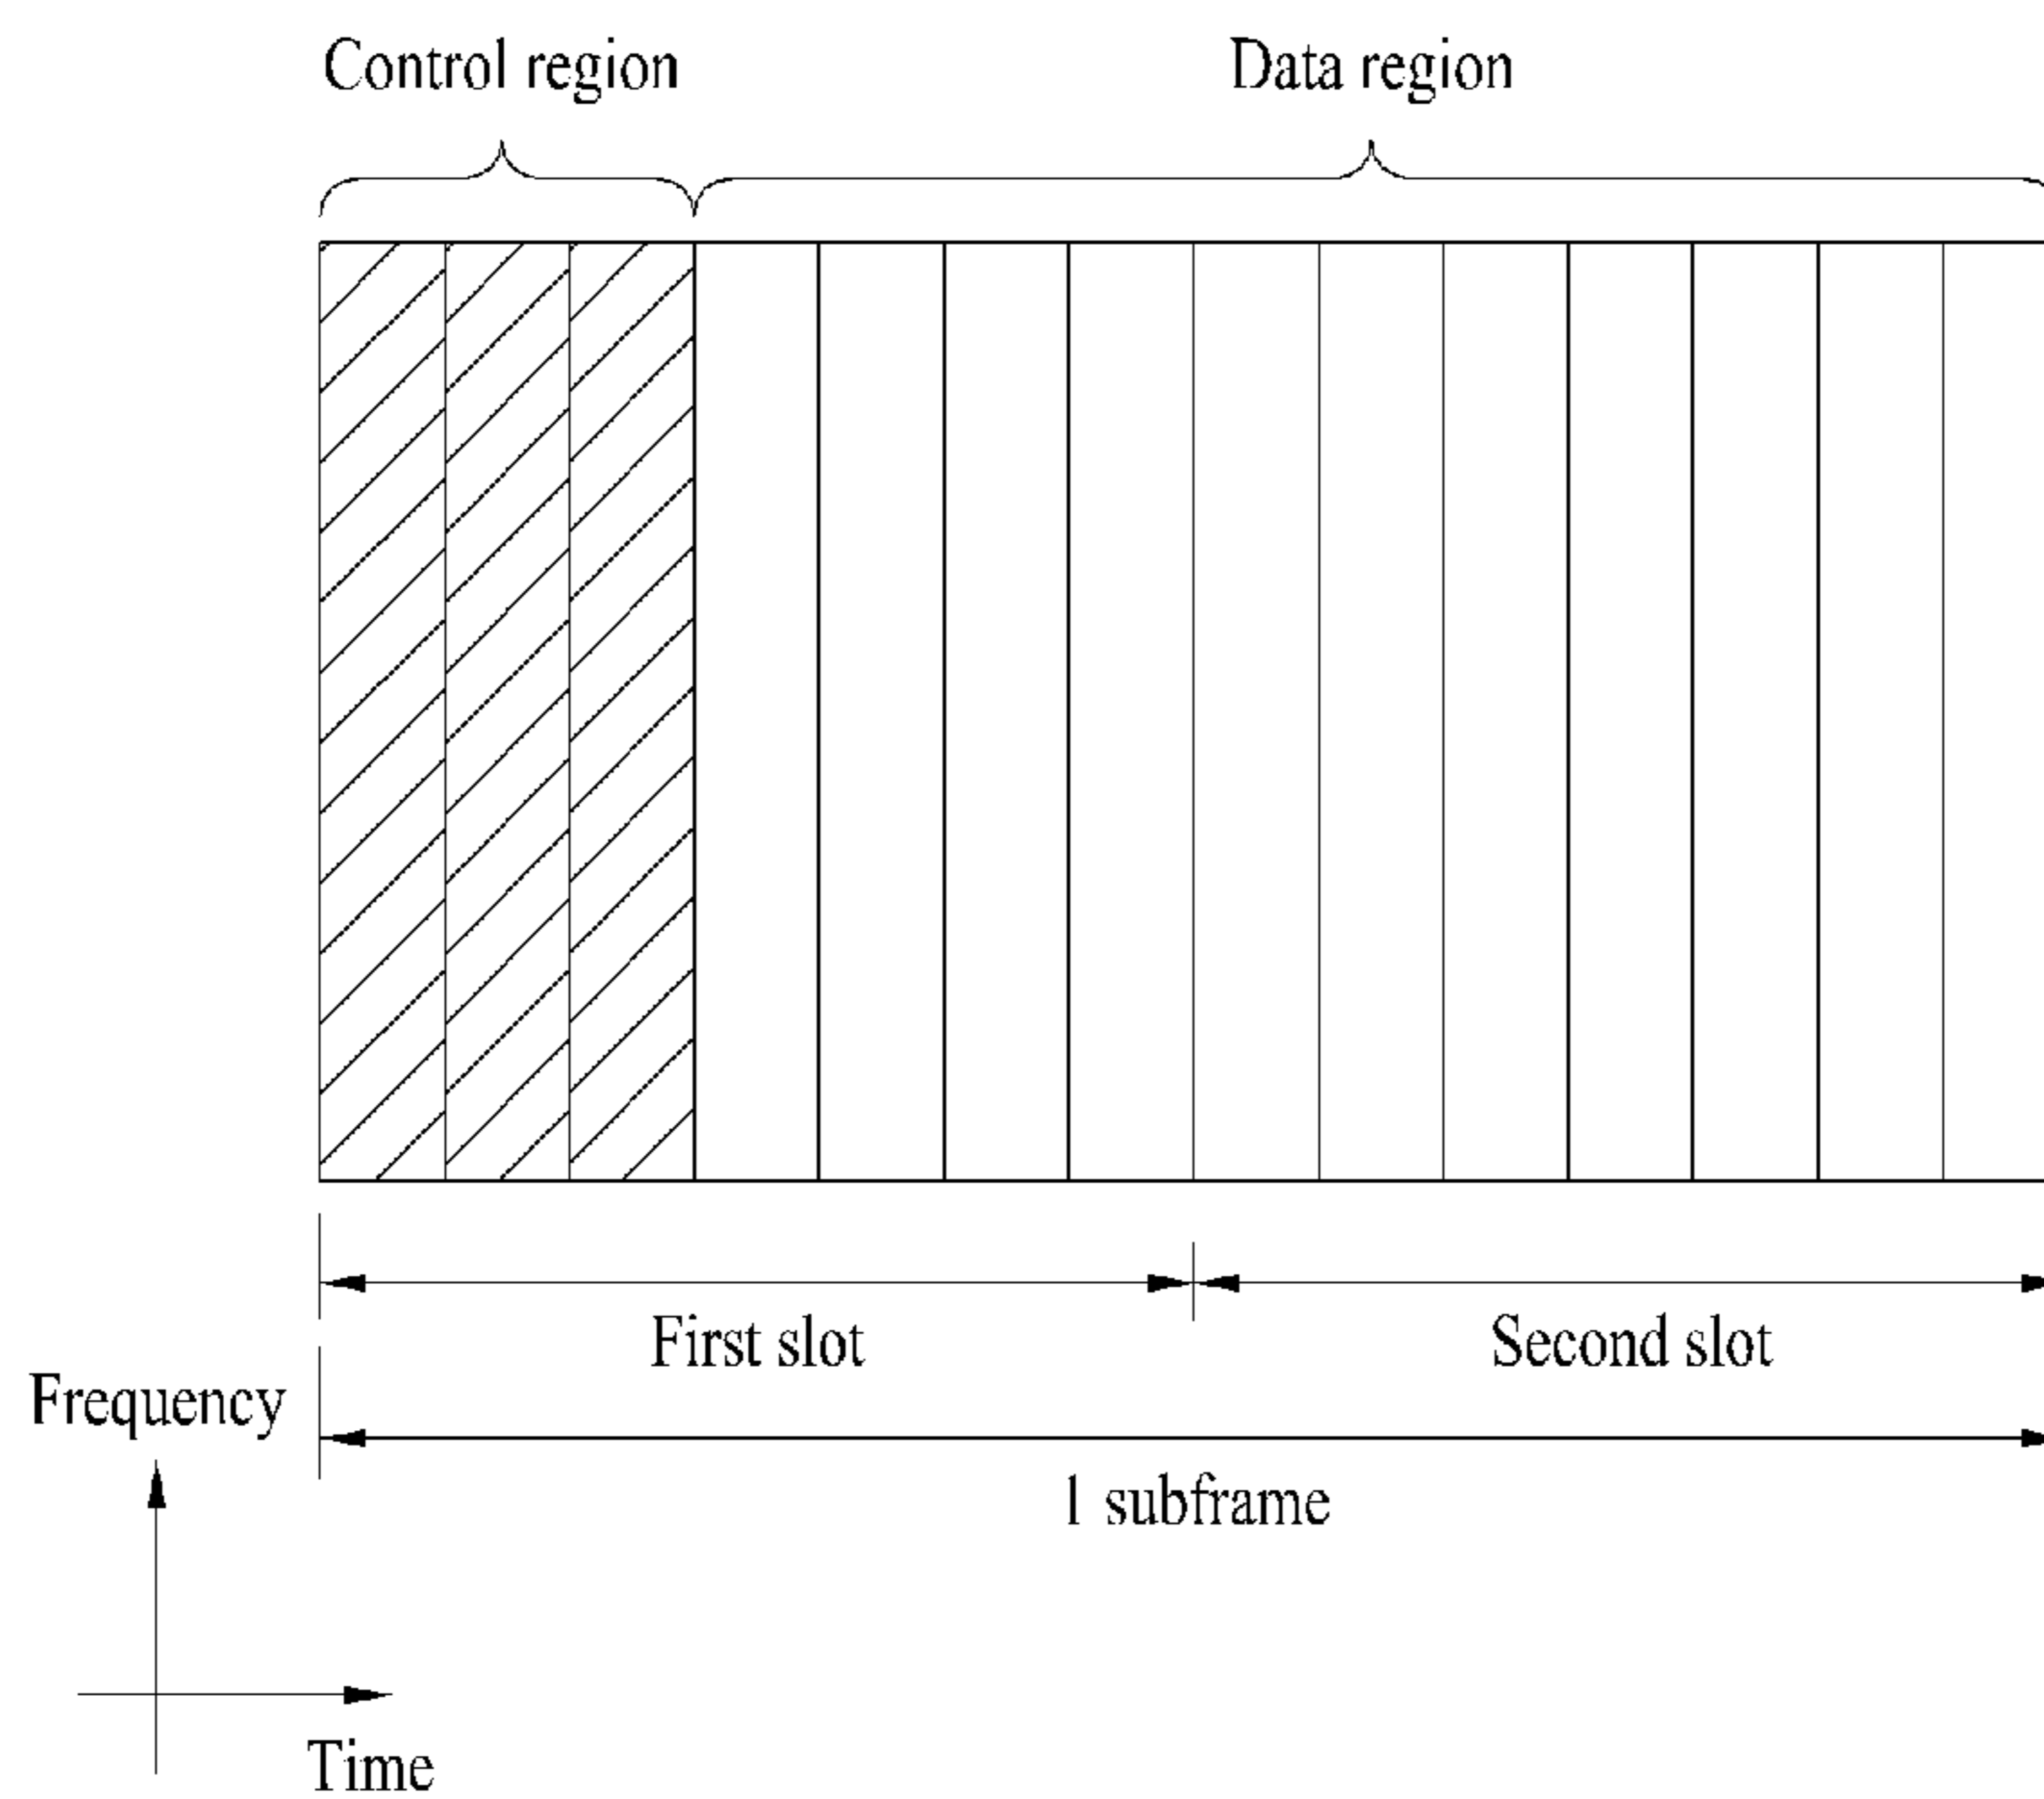 Control region
Data region
First slot
Second slot
Frequency
1 subframe
Time